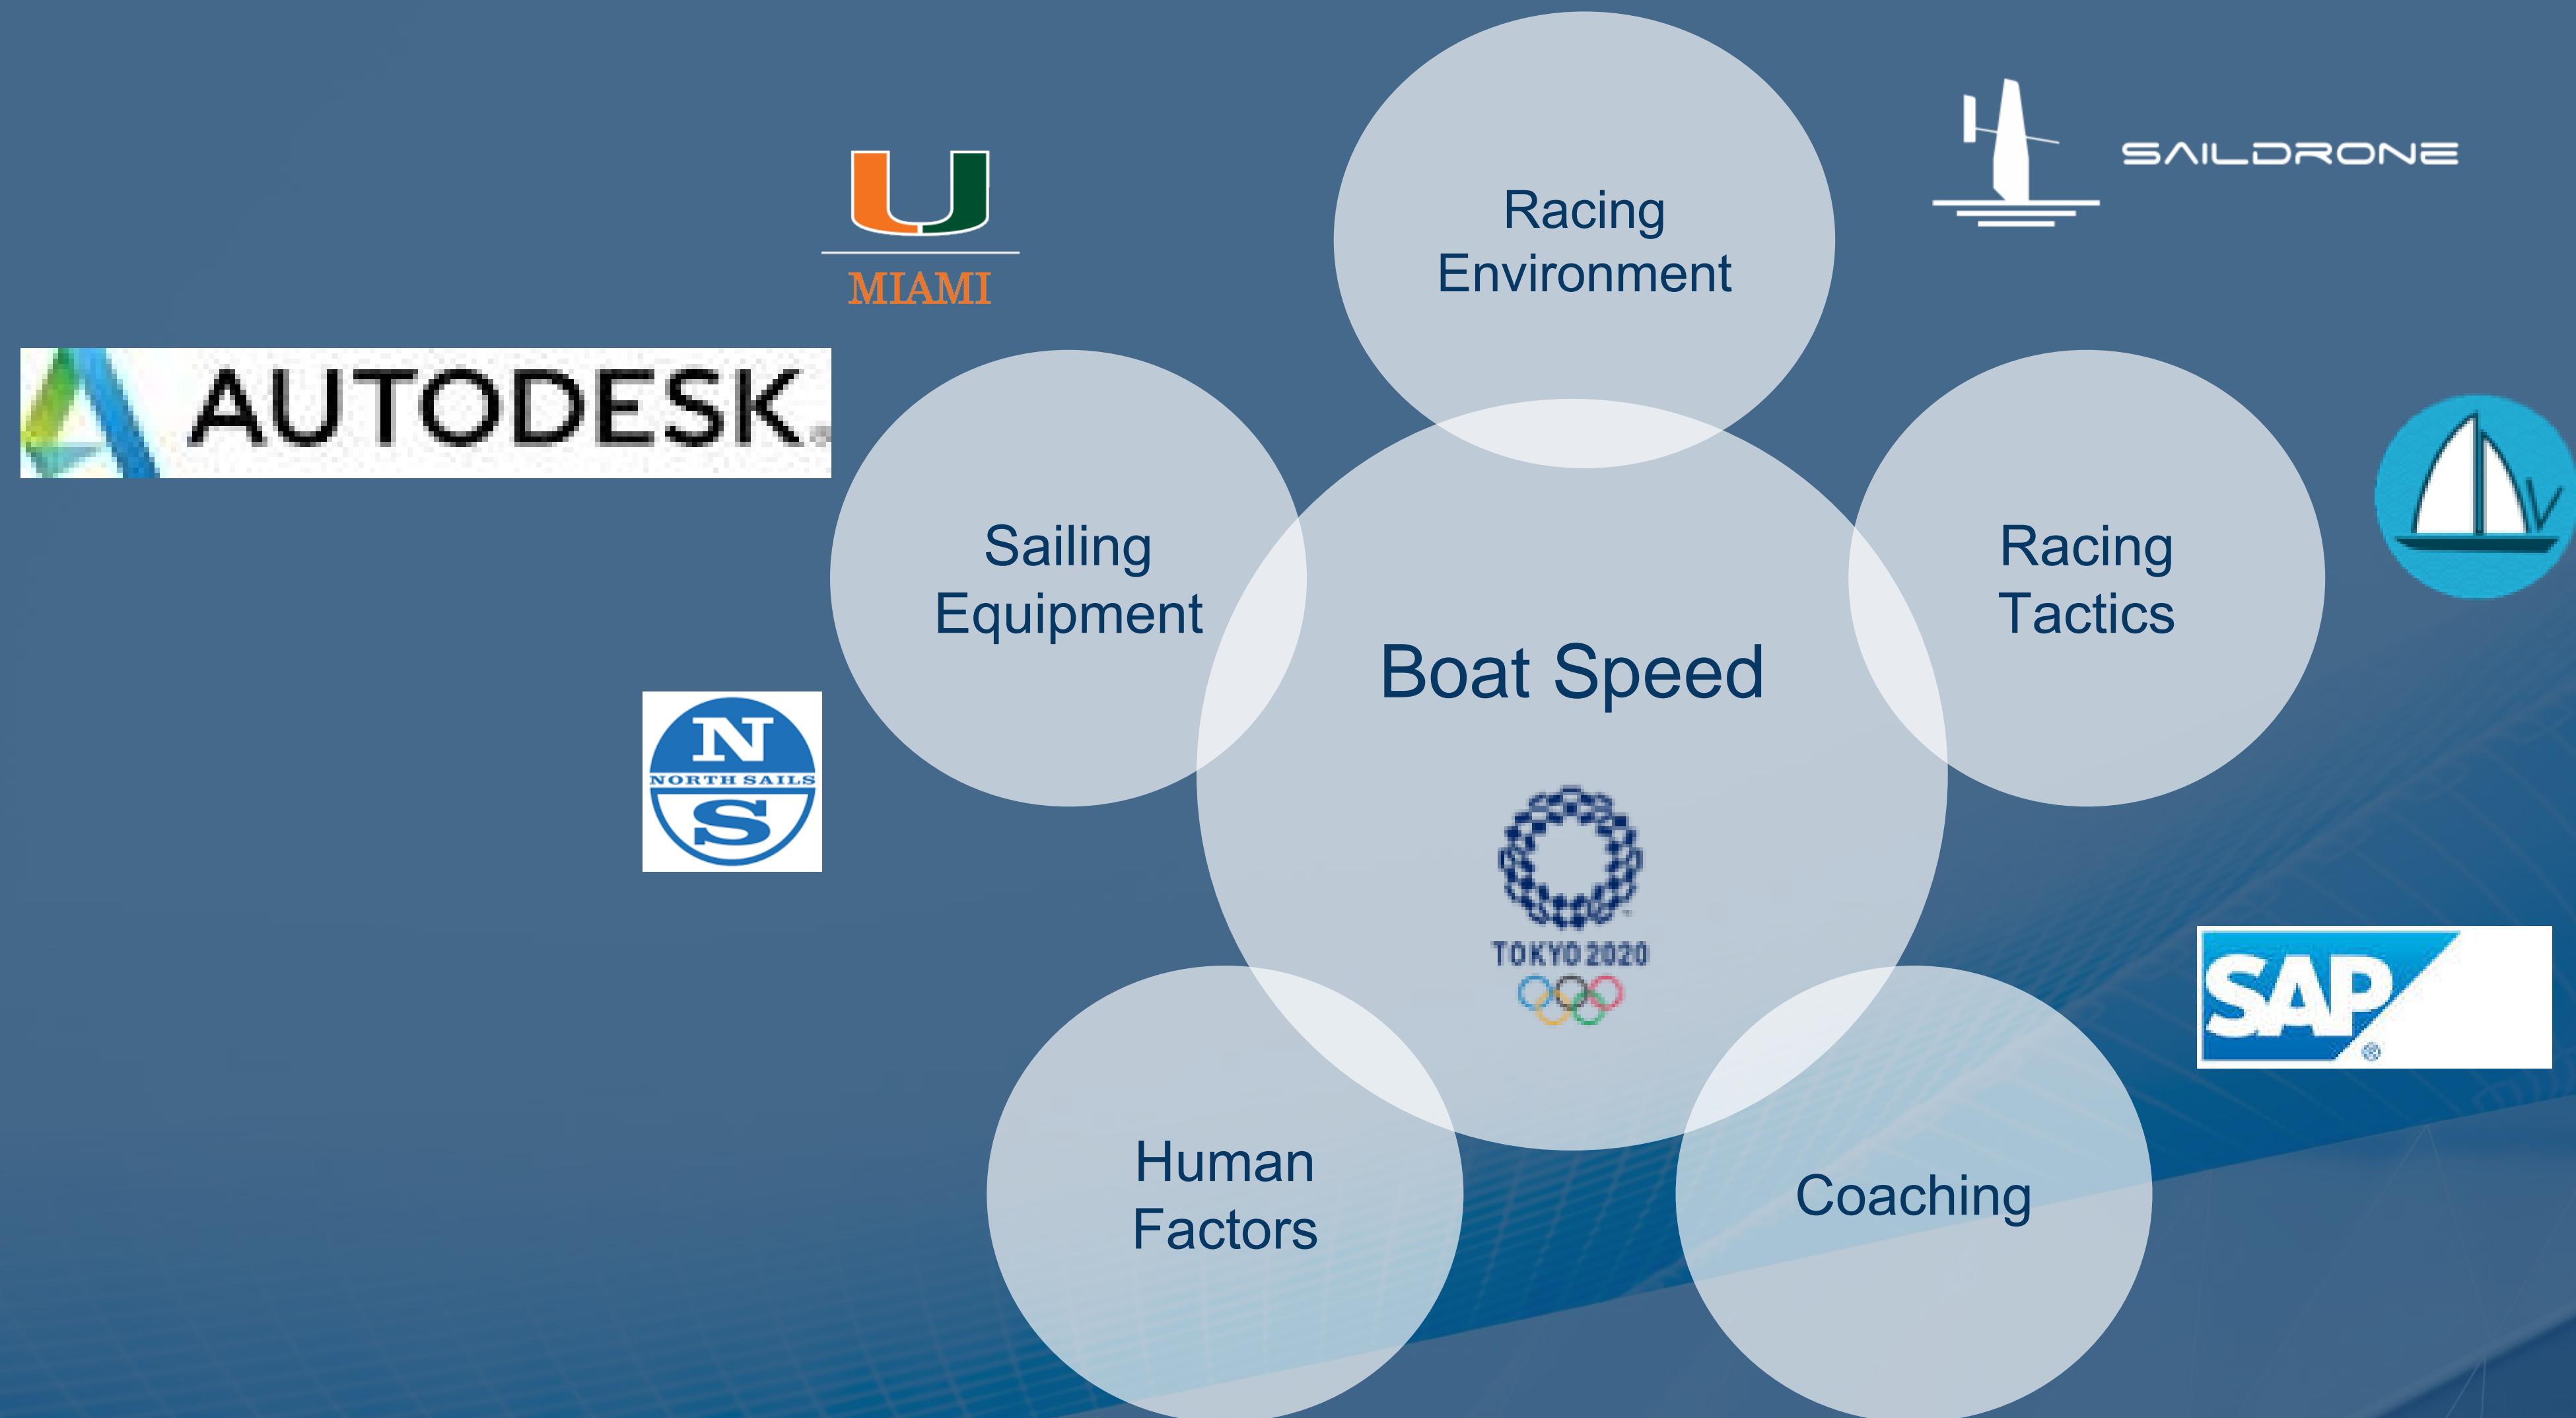 Racing
Environment
SAILDRONE
U
MIAMI
AUTODESK
Sailing
Equipment
Racing
Tactics
Boat Speed
N
NORTH SAILS
S
TOKYO 2020
SAP
®
Human
Factors
Coaching